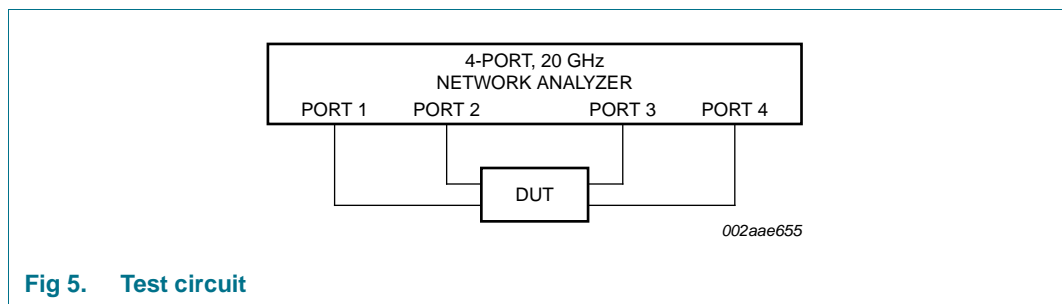 4-PORT, 20 GHz
NETWORK ANALYZER
PORT 1 PORT 2 PORT 3 PORT 4
DUT
002aae655
Fig 5. Test circuit